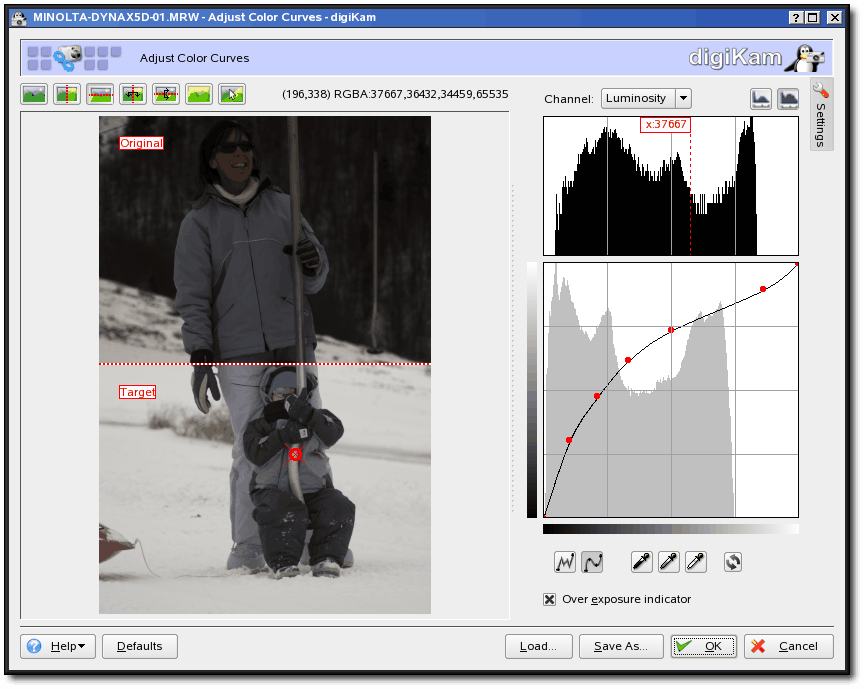 MINOLTA-DYNAX5D-01.MRW - Adjust Color Curves - digiKam
Adjust Color Curves
digiKam
(196,338) RGBA:37667,36432,34459,65535
Channel: Luminosity
Settings
x:37667
Original
Target
Over exposure indicator
Help
Defaults
Load...
Save As...
OK
Cancel